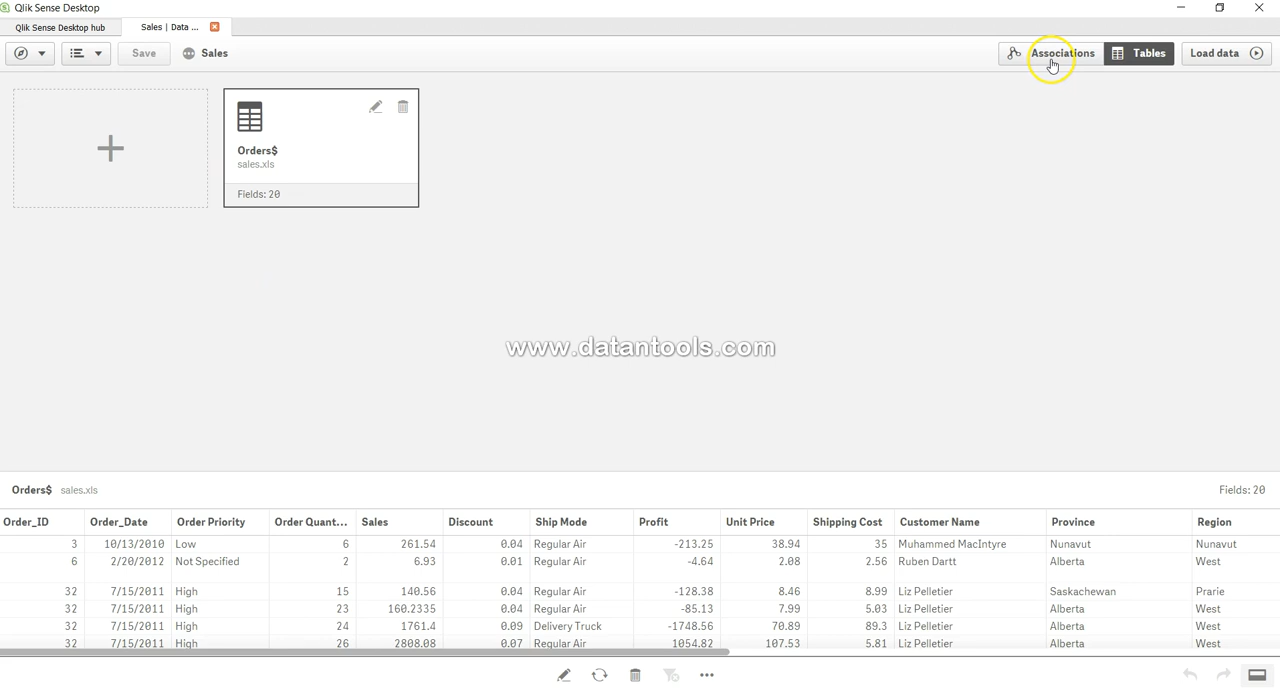 Qlik Sense Desktop
Qlik Sense Desktop hub
Sales | Data ...
Save
Sales
Associations
Tables
Load data
Orders$
sales.xls
Fields: 20
www.datantools.com
Orders$ sales.xls Fields: 20
Order_ID Order_Date Order Priority Order Quant... Sales Discount Ship Mode Profit Unit Price Shipping Cost Customer Name Province Region
3 10/13/2010 Low 6 261.54 0.04 Regular Air -213.25 38.94 35 Muhammed MacIntyre Nunavut Nunavut
6 2/20/2012 Not Specified 2 6.93 0.01 Regular Air -4.64 2.08 2.56 Ruben Dartt Alberta West
32 7/15/2011 High 15 140.56 0.04 Regular Air -128.38 8.46 8.99 Liz Pelletier Saskachewan Prarie
32 7/15/2011 High 23 160.2335 0.04 Regular Air -85.13 7.99 5.03 Liz Pelletier Alberta West
32 7/15/2011 High 24 1761.4 0.09 Delivery Truck -1748.56 70.89 89.3 Liz Pelletier Alberta West
32 7/15/2011 High 26 2808.08 0.07 Regular Air 1054.82 107.53 5.81 Liz Pelletier Alberta West